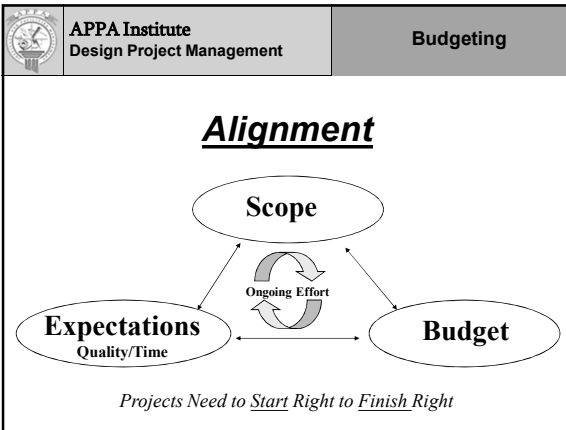 APPA Institute
Design Project Management
Budgeting
Alignment
Scope
Ongoing Effort
Expectations
Quality/Time
Budget
Projects Need to Start Right to Finish Right